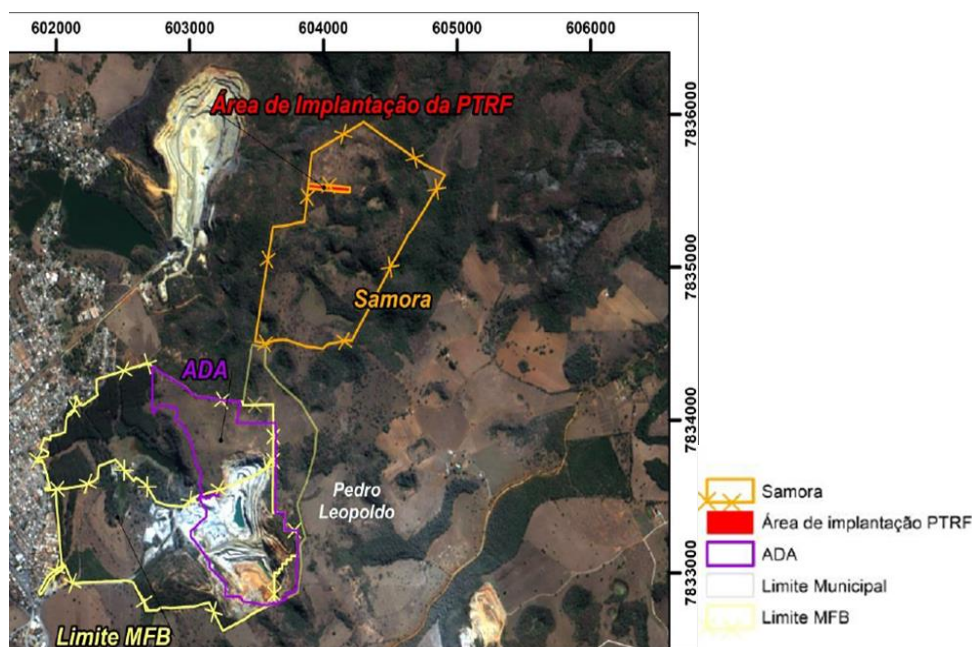 602000 603000 604000 605000 606000
Área de Implantação da PTRF
7836000
7835000
Samora
ADA
7834000
Pedro
Leopoldo
7833000
Limite MFB
Samora
Área de implantação PTRF
ADA
Limite Municipal
Limite MFB